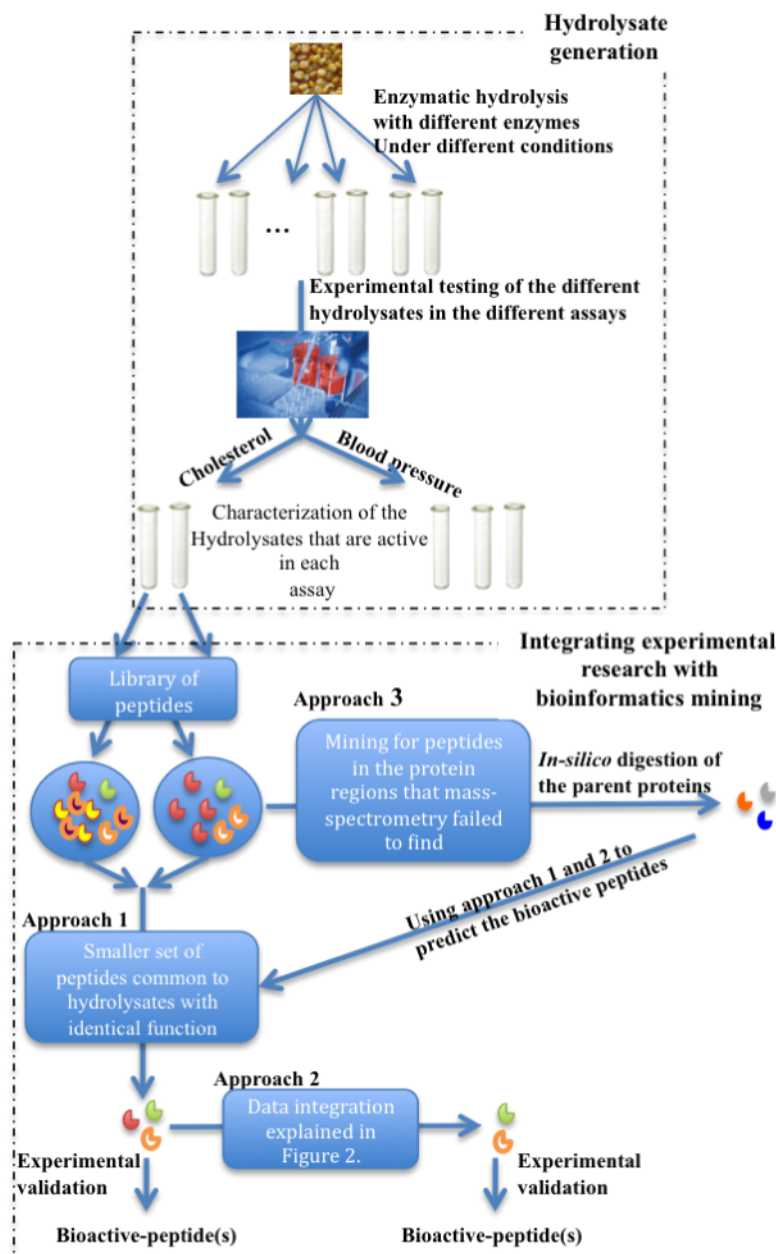 Hydrolysate
generation
Enzymatic hydrolysis
with different enzymes
Under different conditions
...
Experimental testing of the different
hydrolysates in the different assays
Cholesterol
Blood pressure
Characterization of the
Hydrolysates that are active
in each
assay
Integrating experimental
research with
bioinformatics mining
Library of
peptides
Approach 3
Mining for peptides
in the protein
regions that mass-
spectrometry failed
to find
In-silico digestion of
the parent proteins
Using approach 1 and 2 to
predict the bioactive peptides
Approach 1
Smaller set of
peptides common to
hydrolysates with
identical function
Approach 2
Data integration
explained in
Figure 2.
Experimental
validation
Experimental
validation
Bioactive-peptide(s)
Bioactive-peptide(s)